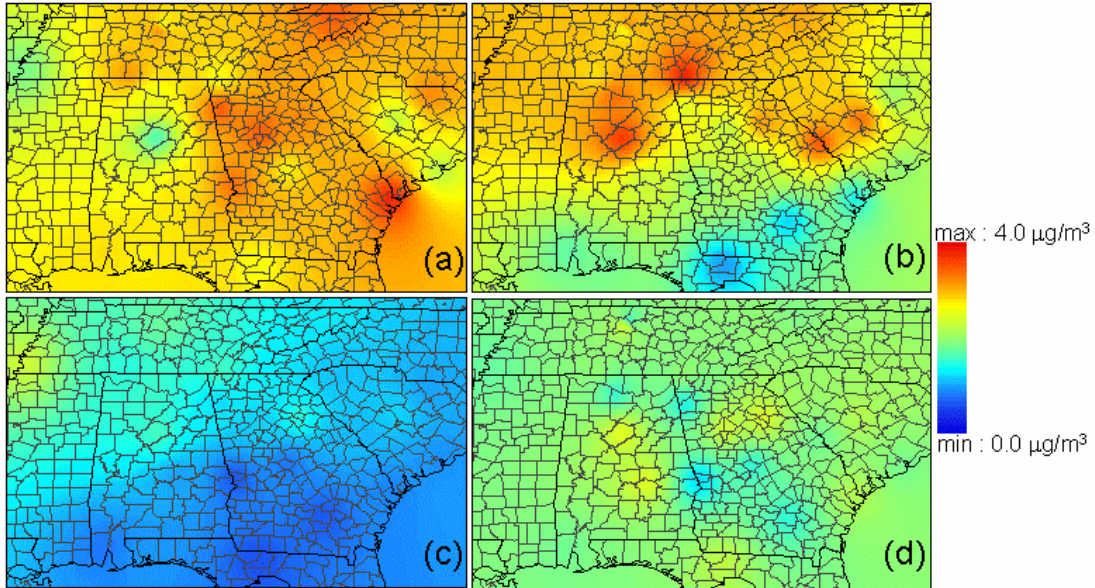 (a)
(b)
max : 4.0 μg/m³
min : 0.0 μg/m³
(c)
(d)